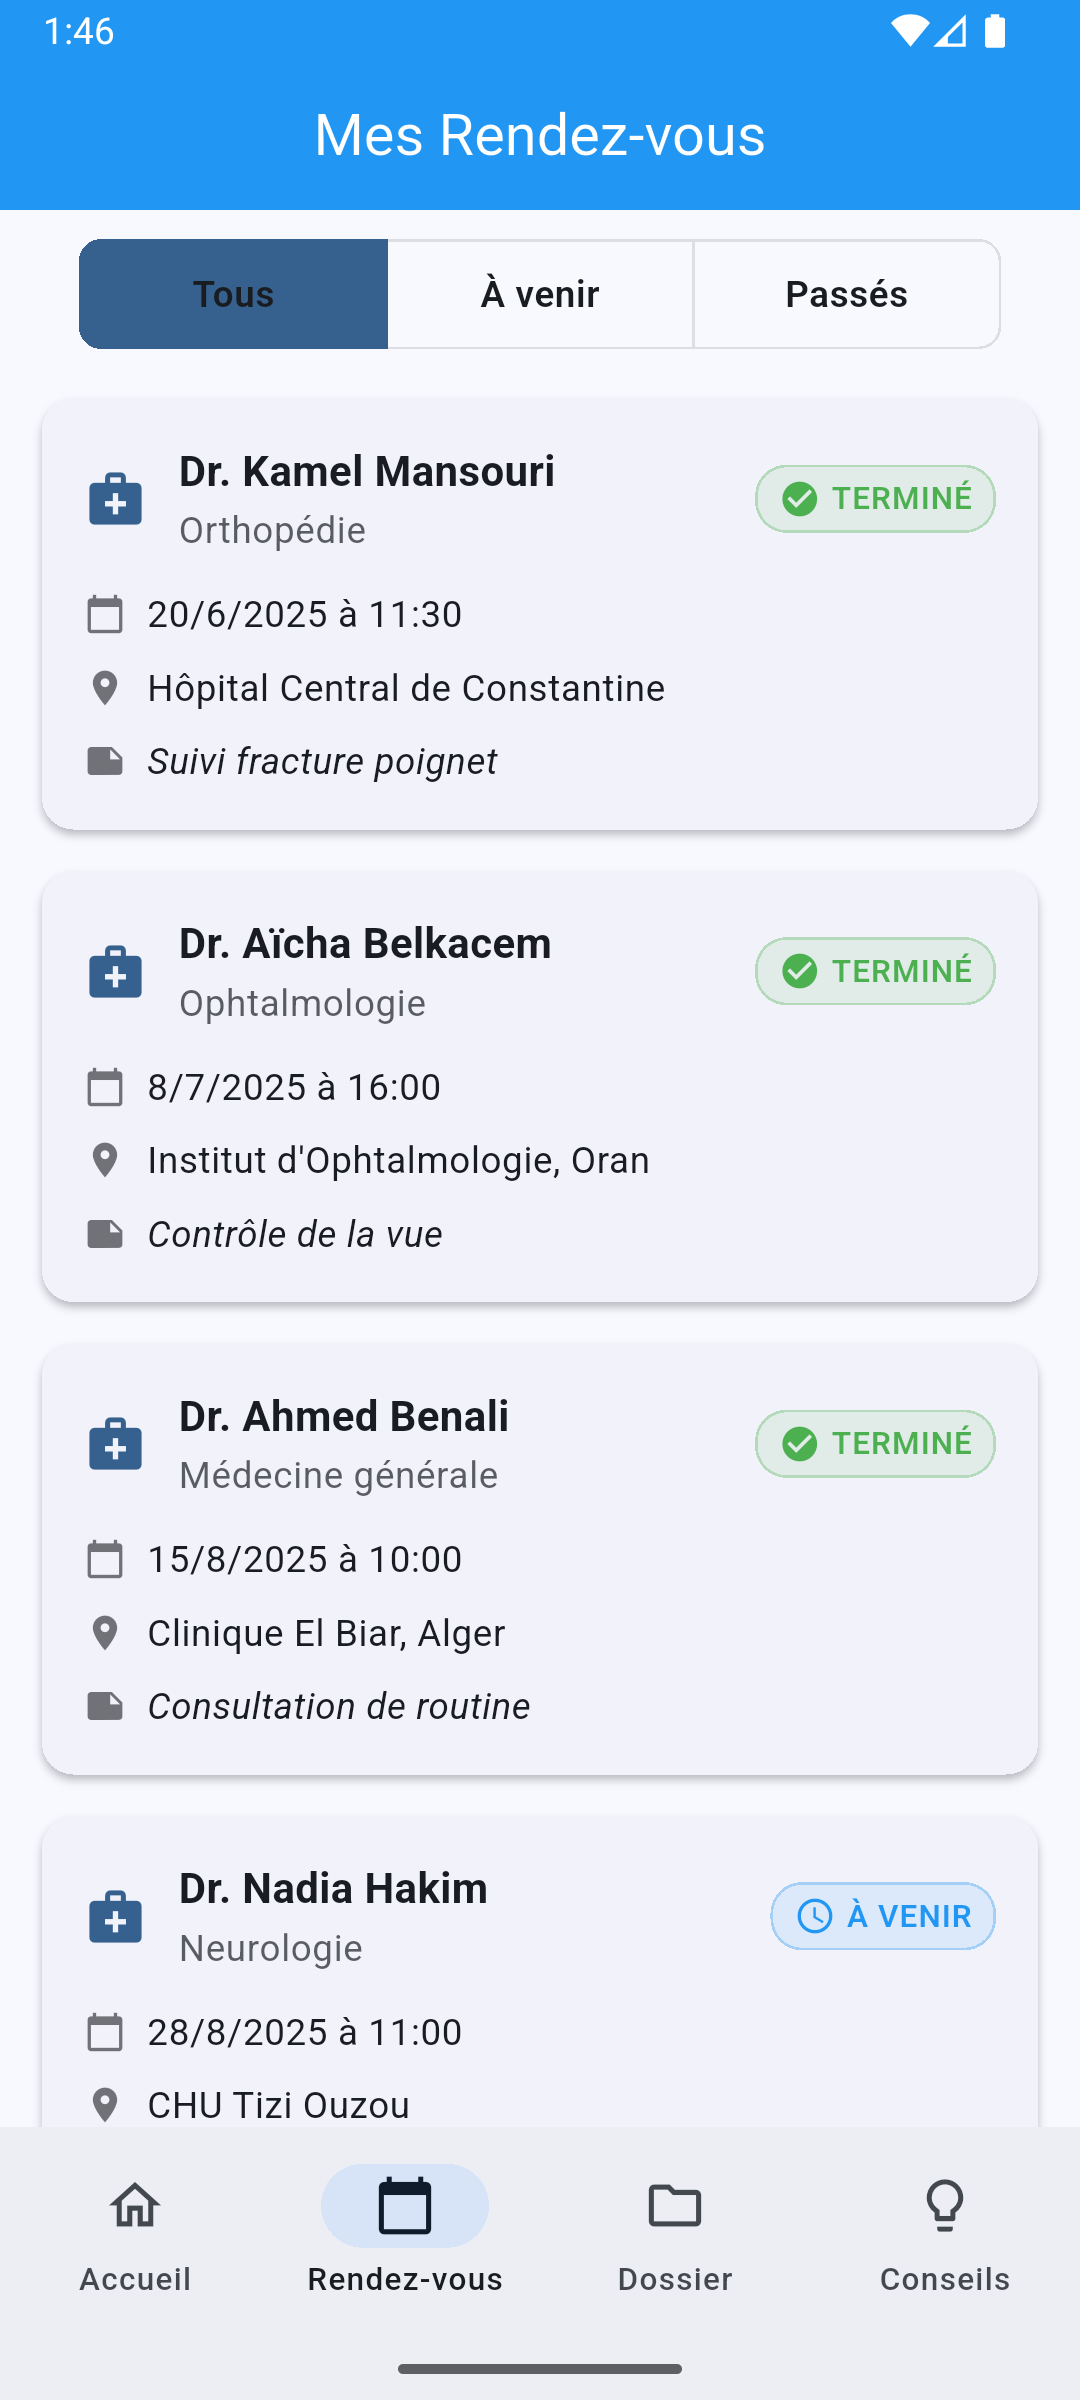 1:46
Mes Rendez-vous
Tous
À venir
Passés
Dr. Kamel Mansouri
Orthopédie
TERMINÉ
20/6/2025 à 11:30
Hôpital Central de Constantine
Suivi fracture poignet
Dr. Aïcha Belkacem
Ophtalmologie
TERMINÉ
8/7/2025 à 16:00
Institut d'Ophtalmologie, Oran
Contrôle de la vue
Dr. Ahmed Benali
Médecine générale
TERMINÉ
15/8/2025 à 10:00
Clinique El Biar, Alger
Consultation de routine
Dr. Nadia Hakim
Neurologie
À VENIR
28/8/2025 à 11:00
CHU Tizi Ouzou
Accueil
Rendez-vous
Dossier
Conseils